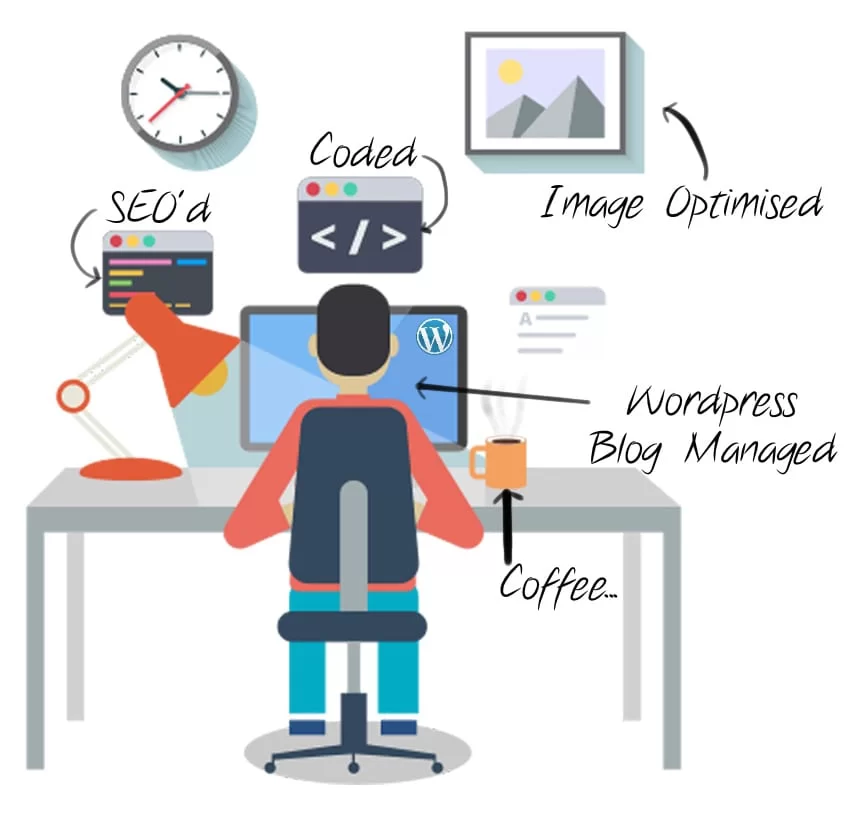 Coded
Image Optimised
SEO'd
</>
W
A
Wordpress
Blog Managed
Coffee...